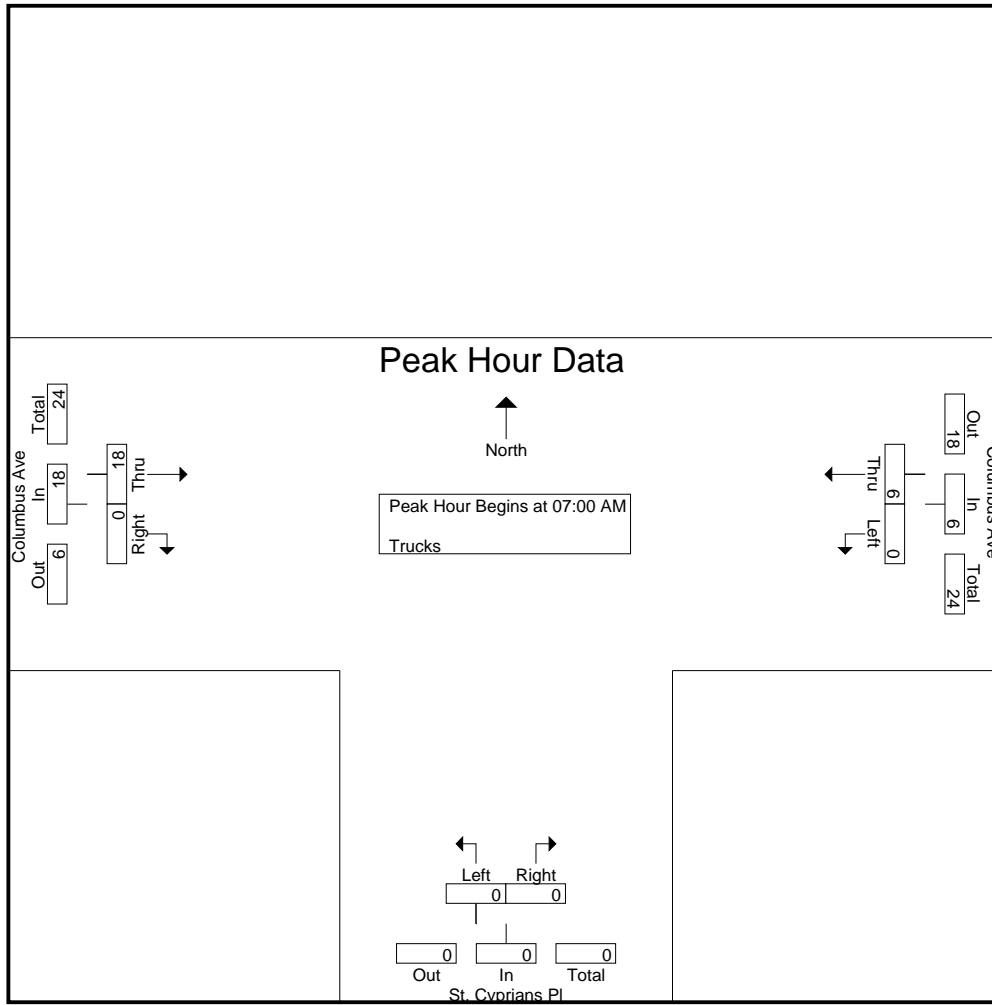 Peak Hour Data
North
Peak Hour Begins at 07:00 AM
Trucks
Columbus Ave
Total
24
In
18
Out
6
Thru
18
Right
0
Columbus Ave
Out
18
In
6
Total
24
Thru
6
Left
0
Left
0
Right
0
Out
0
In
0
Total
0
St. Cyprians Pl